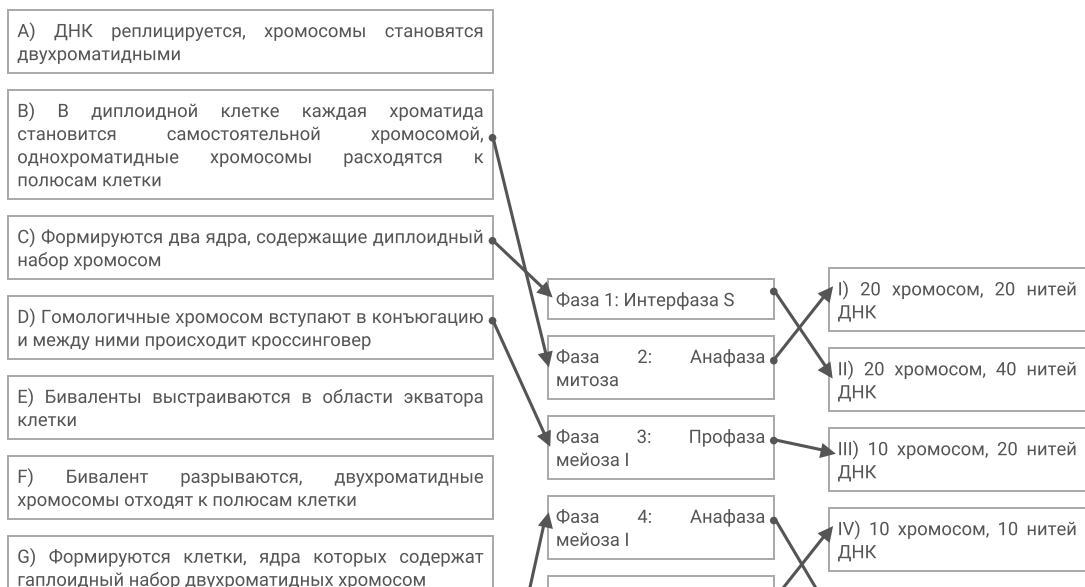 A) ДНК реплицируется, хромосомы становятся
двухроматидными
B) В диплоидной клетке каждая хроматида
становится самостоятельной хромосомой,
однохроматидные хромосомы расходятся к
полюсам клетки
C) Формируются два ядра, содержащие диплоидный
набор хромосом
D) Гомологичные хромосом вступают в конъюгацию
и между ними происходит кроссинговер
E) Биваленты выстраиваются в области экватора
клетки
F) Бивалент разрываются, двухроматидные
хромосомы отходят к полюсам клетки
G) Формируются клетки, ядра которых содержат
гаплоидный набор двухроматидных хромосом
Фаза 1: Интерфаза S
Фаза 2: Анафаза
митоза
Фаза 3: Профаза
мейоза I
Фаза 4: Анафаза
мейоза I
I) 20 хромосом, 20 нитей
ДНК
II) 20 хромосом, 40 нитей
ДНК
III) 10 хромосом, 20 нитей
ДНК
IV) 10 хромосом, 10 нитей
ДНК